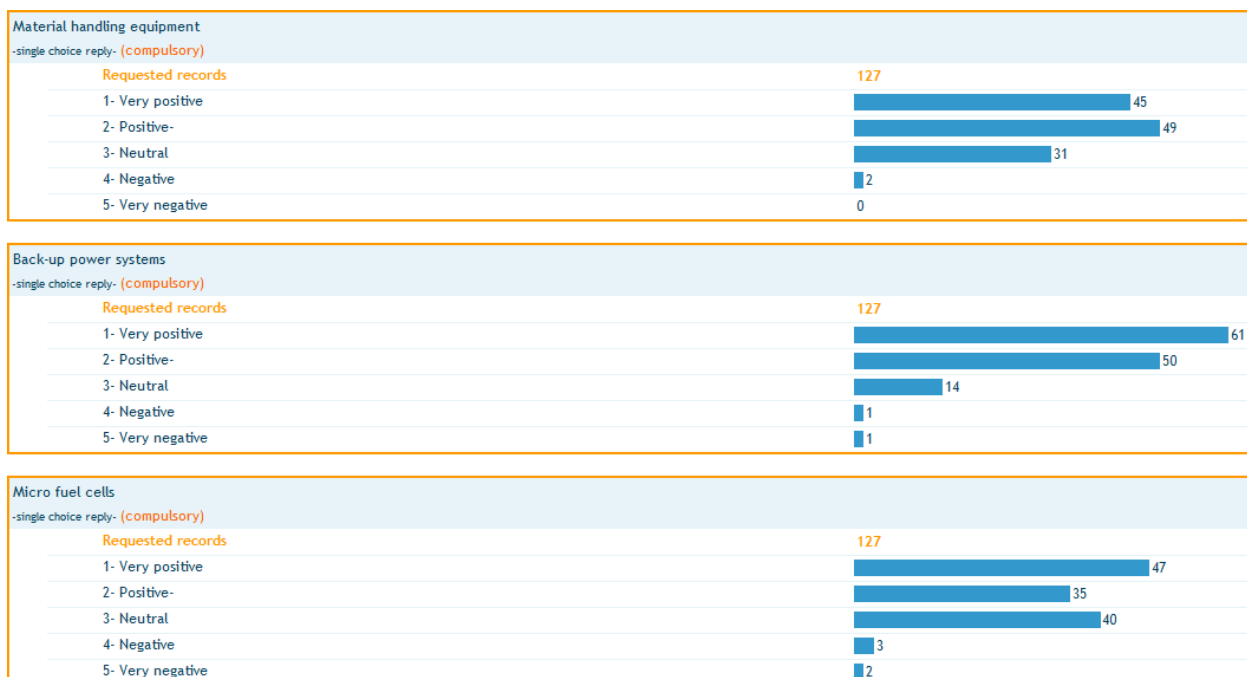 Material handling equipment
-single choice reply- (compulsory)
Requested records 127
1- Very positive 45
2- Positive- 49
3- Neutral 31
4- Negative 2
5- Very negative 0
Back-up power systems
-single choice reply- (compulsory)
Requested records 127
1- Very positive 61
2- Positive- 50
3- Neutral 14
4- Negative 1
5- Very negative 1
Micro fuel cells
-single choice reply- (compulsory)
Requested records 127
1- Very positive 47
2- Positive- 35
3- Neutral 40
4- Negative 3
5- Very negative 2